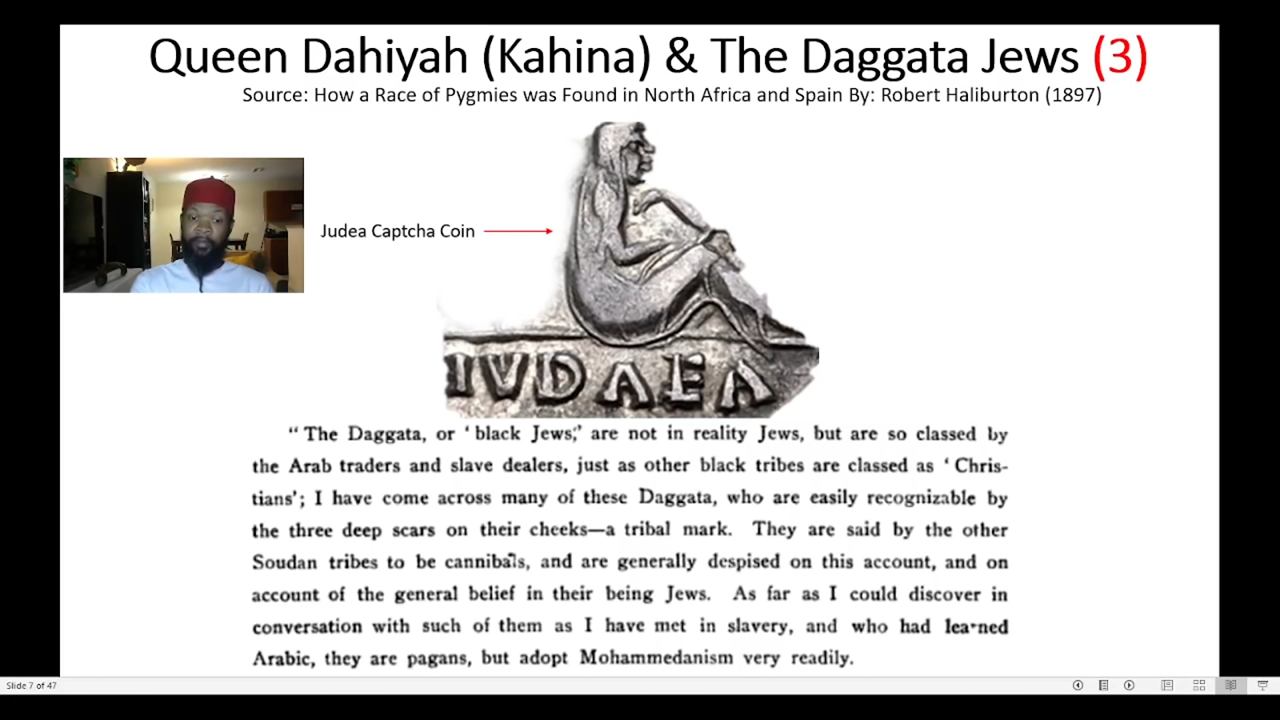 Queen Dahiyah (Kahina) & The Daggata Jews (3)
Source: How a Race of Pygmies was Found in North Africa and Spain By: Robert Haliburton (1897)
Judea Captcha Coin
IVDAEA
“ The Daggata, or ‘ black Jews;’ are not in reality Jews, but are so classed by
the Arab traders and slave dealers, just as other black tribes are classed as ‘ Chris-
tians’; I have come across many of these Daggata, who are easily recognizable by
the three deep scars on their cheeks—a tribal mark. They are said by the other
Soudan tribes to be cannibals, and are generally despised on this account, and on
account of the general belief in their being Jews. As far as I could discover in
conversation with such of them as I have met in slavery, and who had learned
Arabic, they are pagans, but adopt Mohammedanism very readily.
Slide 7 of 47